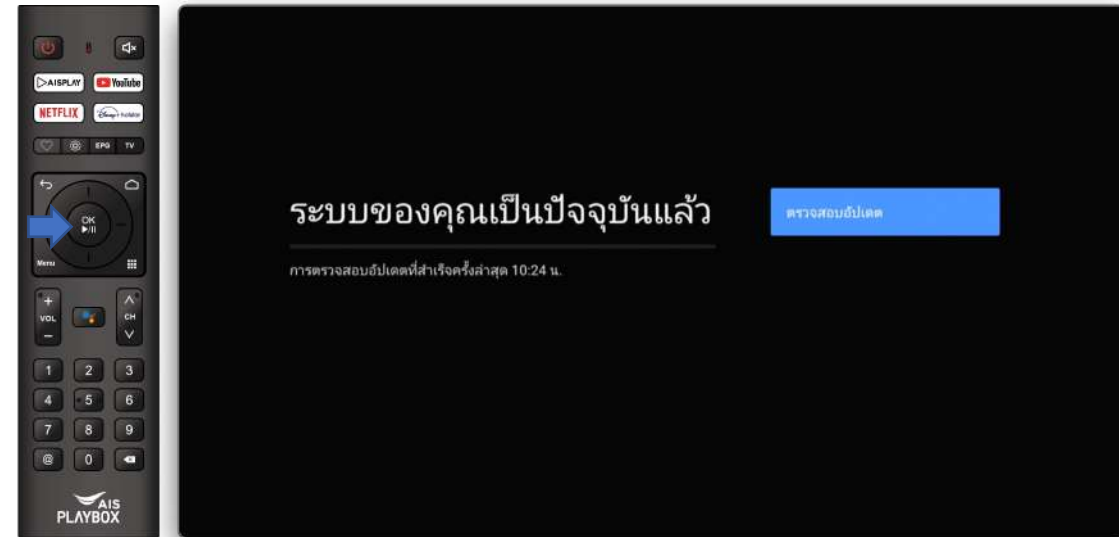 AISPLAY
YouTube
NETFLIX
Disney+ hotstar
EPG TV
OK
Menu
+
VOL CH
−
1 2 3
4 5 6
7 8 9
@ 0
AIS
PLAYBOX
ระบบของคุณเป็นปัจจุบันแล้ว
การตรวจสอบอัปเดตที่สำเร็จครั้งล่าสุด 10:24 น.
ตรวจสอบอัปเดต